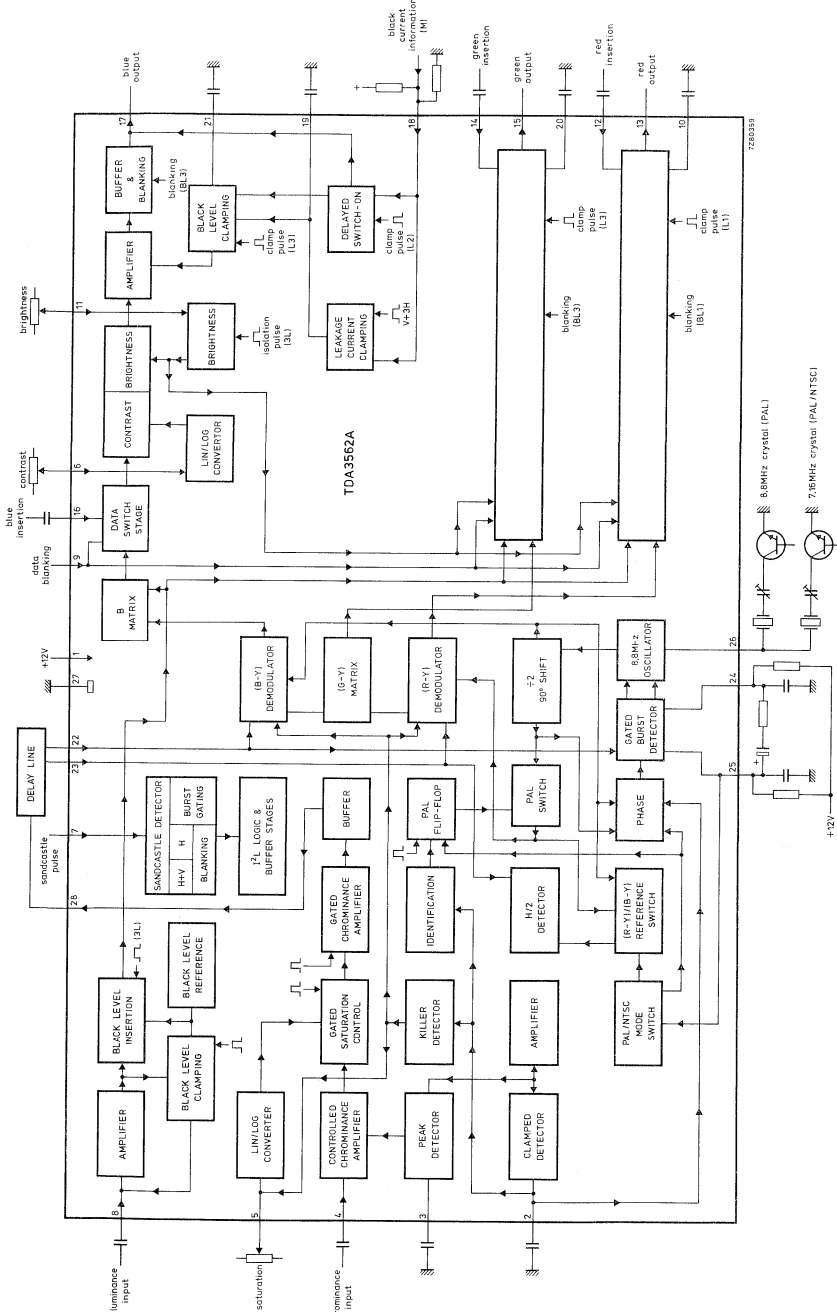 luminance
input
8
AMPLIFIER
BLACK LEVEL
INSERTION
(3L)
BLACK LEVEL
CLAMPING
BLACK LEVEL
REFERENCE
28
sandcastle
pulse
7
SANDCASTLE DETECTOR
H+V
H
BURST
GATING
BLANKING
I²L LOGIC &
BUFFER STAGES
DELAY LINE
23
22
27
+12V
1
B
MATRIX
data
blanking
9
blue
insertion
16
DATA
SWITCH
STAGE
contrast
6
CONTRAST
BRIGHTNESS
LIN/LOG
CONVERTOR
brightness
11
BRIGHTNESS
isolation
pulse
(3L)
AMPLIFIER
BUFFER
&
BLANKING
blanking
(BL3)
17
blue
output
BLACK
LEVEL
CLAMPING
clamp
pulse
(L3)
21
19
DELAYED
SWITCH-ON
clamp
pulse
(L2)
LEAKAGE
CURRENT
CLAMPING
V+3H
18
black
current
information
(M)
+
TDA3562A
saturation
5
LIN/LOG
CONVERTER
GATED
SATURATION
CONTROL
GATED
CHROMINANCE
AMPLIFIER
BUFFER
(B-Y)
DEMODULATOR
ominance
input
4
CONTROLLED
CHROMINANCE
AMPLIFIER
(G-Y)
MATRIX
3
PEAK
DETECTOR
KILLER
DETECTOR
IDENTIFICATION
PAL
FLIP-FLOP
(R-Y)
DEMODULATOR
2
CLAMPED
DETECTOR
AMPLIFIER
H/2
DETECTOR
PAL
SWITCH
÷2
90° SHIFT
PAL/NTSC
MODE
SWITCH
(R-Y)/(B-Y)
REFERENCE
SWITCH
PHASE
GATED
BURST
DETECTOR
8,8MHz
OSCILLATOR
25
24
26
+
+12V
8,8MHz crystal (PAL)
7,16MHz crystal (PAL/NTSC)
blanking
(BL3)
clamp
pulse
(L3)
14
green
insertion
15
green
output
20
blanking
(BL1)
clamp
pulse
(L1)
12
red
insertion
13
red
output
10
7Z80359